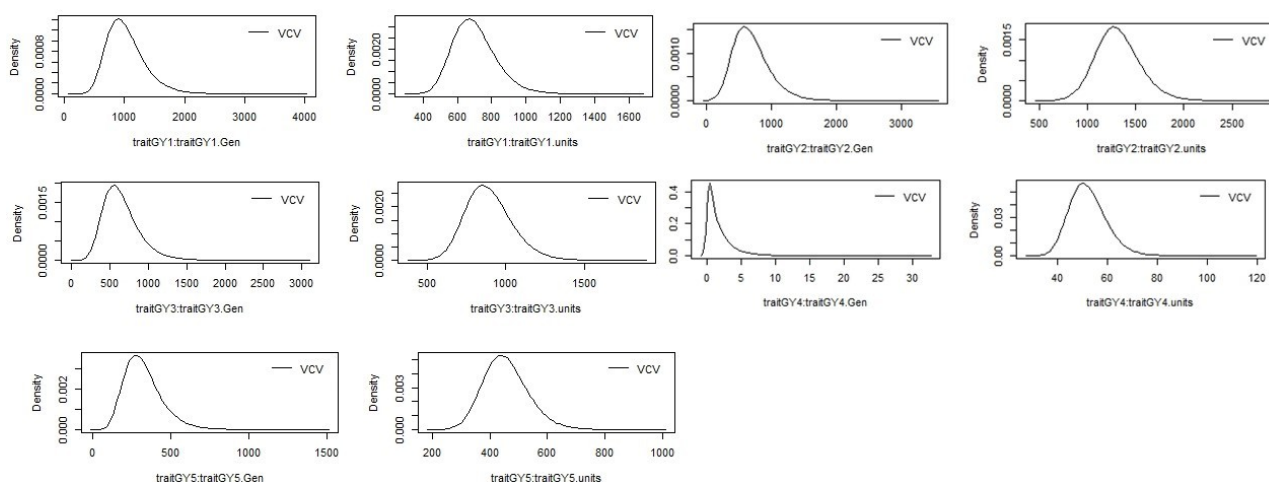 VCV
Density
0.0000 0.0008
0 1000 2000 3000 4000
traitGY1:traitGY1.Gen
VCV
Density
0.0000 0.0020
400 600 800 1000 1200 1400 1600
traitGY1:traitGY1.units
VCV
Density
0.0000 0.0010
0 1000 2000 3000
traitGY2:traitGY2.Gen
VCV
Density
0.0000 0.0015
500 1000 1500 2000 2500
traitGY2:traitGY2.units
VCV
Density
0.0000 0.0015
0 500 1000 1500 2000 2500 3000
traitGY3:traitGY3.Gen
VCV
Density
0.0000 0.0020
500 1000 1500
traitGY3:traitGY3.units
VCV
Density
0.0 0.2 0.4
0 5 10 15 20 25 30
traitGY4:traitGY4.Gen
VCV
Density
0.00 0.03
40 60 80 100 120
traitGY4:traitGY4.units
VCV
Density
0.000 0.002
0 500 1000 1500
traitGY5:traitGY5.Gen
VCV
Density
0.000 0.003
200 400 600 800 1000
traitGY5:traitGY5.units